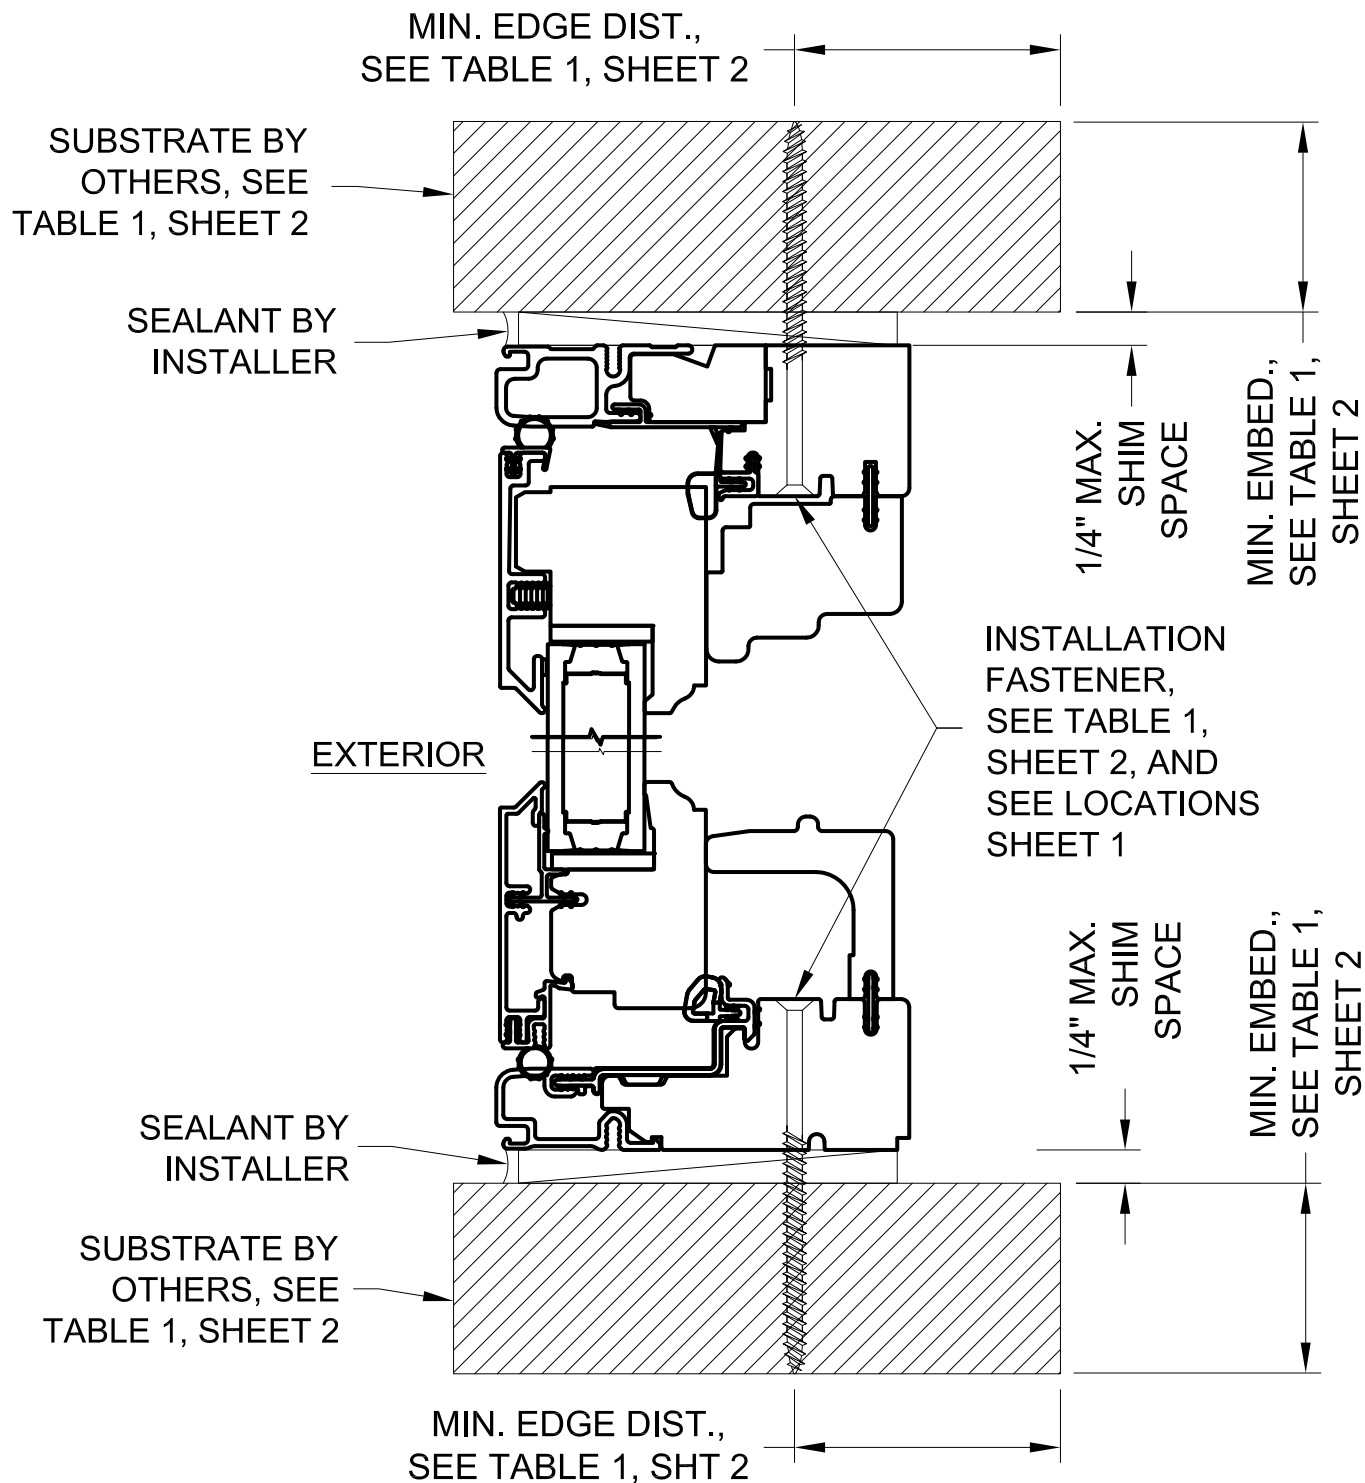 MIN. EDGE DIST.,
SEE TABLE 1, SHEET 2
SUBSTRATE BY
OTHERS, SEE
TABLE 1, SHEET 2
SEALANT BY
INSTALLER
1/4" MAX.
SHIM
SPACE
MIN. EMBED.,
SEE TABLE 1,
SHEET 2
INSTALLATION
FASTENER,
SEE TABLE 1,
SHEET 2, AND
SEE LOCATIONS
SHEET 1
EXTERIOR
1/4" MAX.
SHIM
SPACE
MIN. EMBED.,
SEE TABLE 1,
SHEET 2
SEALANT BY
INSTALLER
SUBSTRATE BY
OTHERS, SEE
TABLE 1, SHEET 2
MIN. EDGE DIST.,
SEE TABLE 1, SHT 2